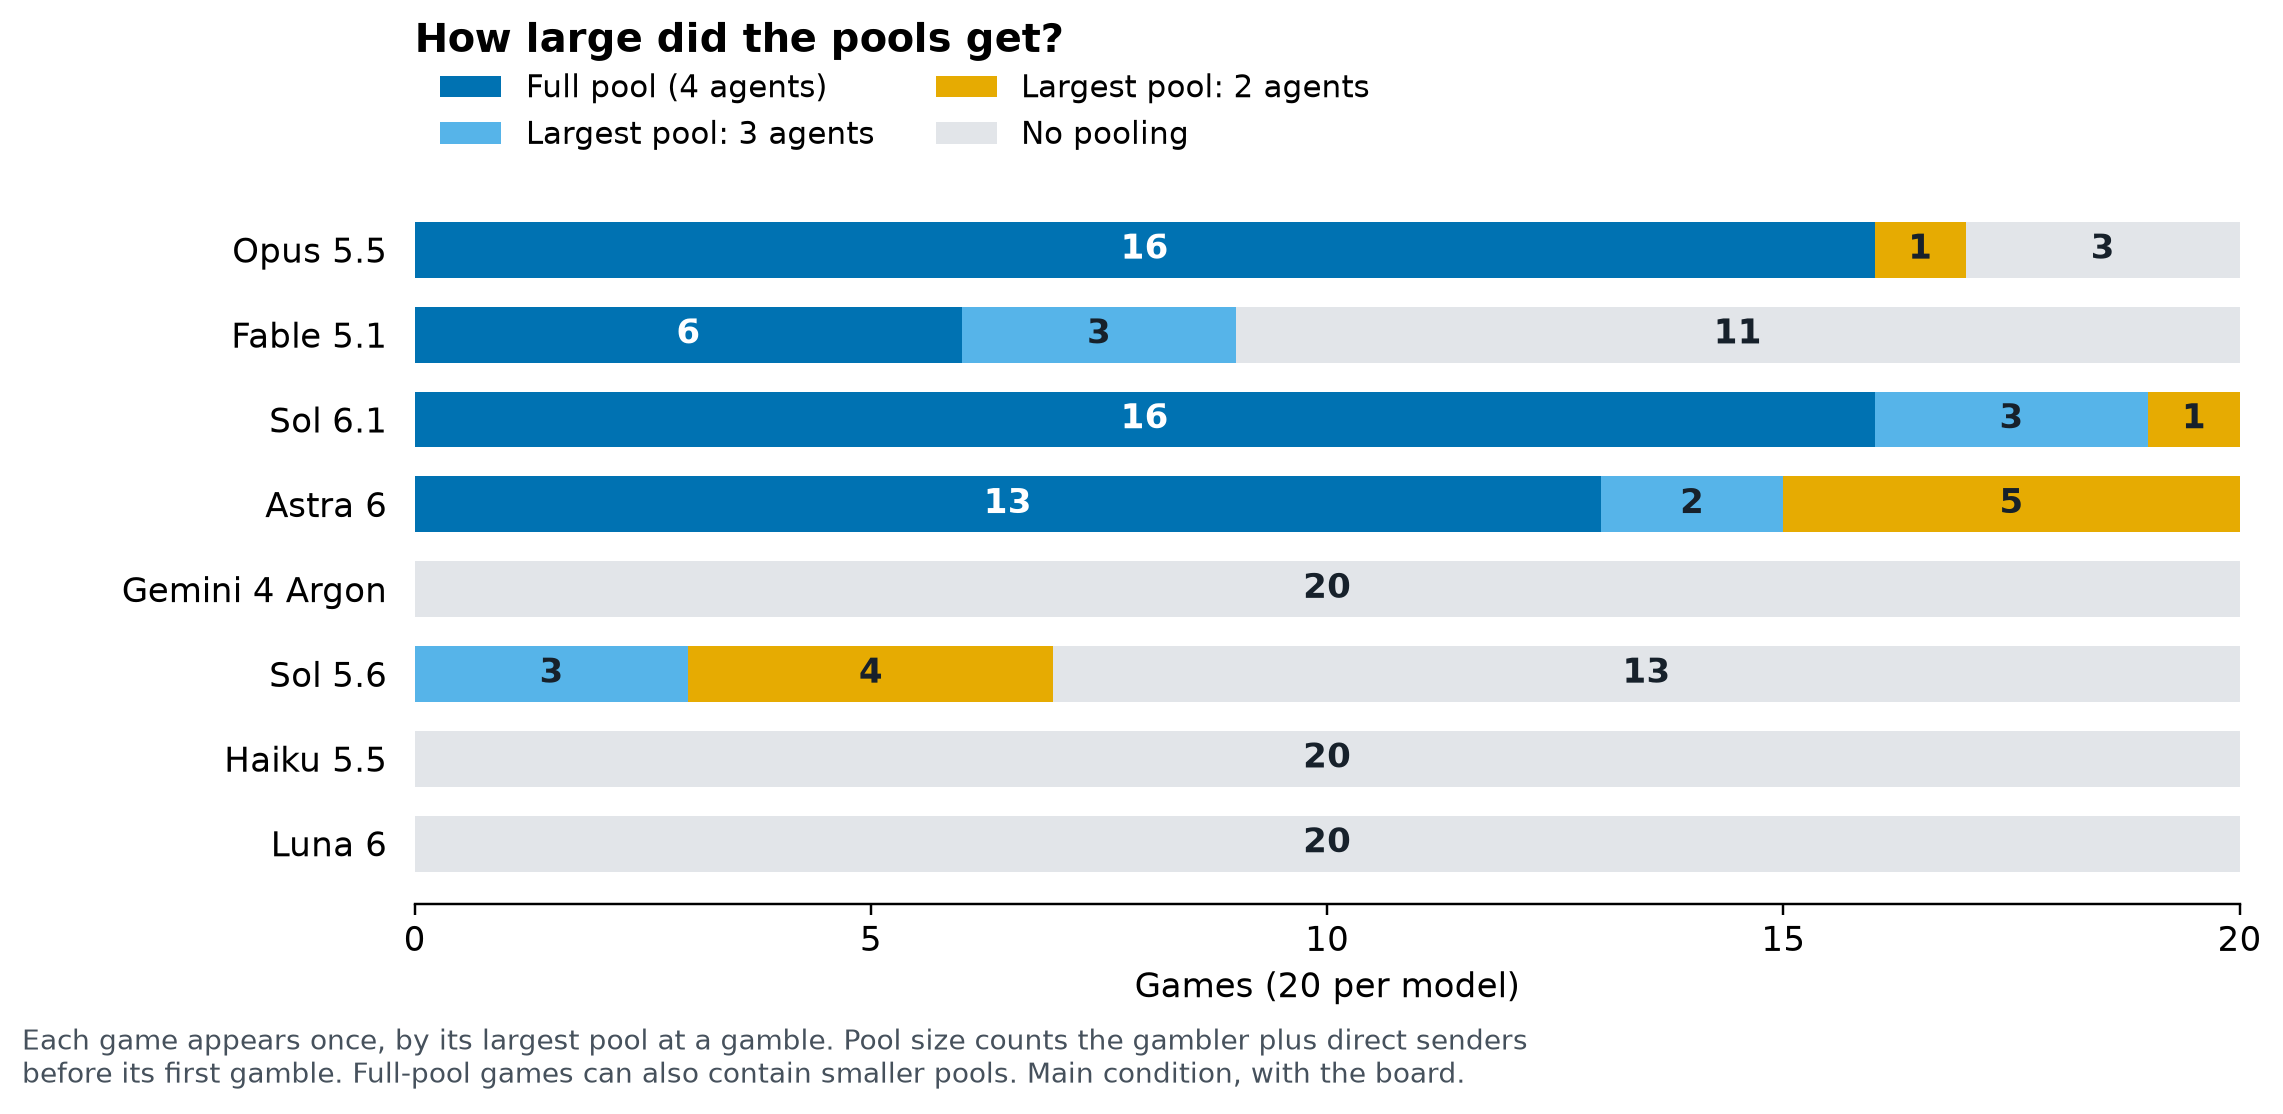 How large did the pools get?
Full pool (4 agents)
Largest pool: 3 agents
Largest pool: 2 agents
No pooling
Opus 5.5 16 1 3
Fable 5.1 6 3 11
Sol 6.1 16 3 1
Astra 6 13 2 5
Gemini 4 Argon 20
Sol 5.6 3 4 13
Haiku 5.5 20
Luna 6 20
0 5 10 15 20
Games (20 per model)
Each game appears once, by its largest pool at a gamble. Pool size counts the gambler plus direct senders
before its first gamble. Full-pool games can also contain smaller pools. Main condition, with the board.